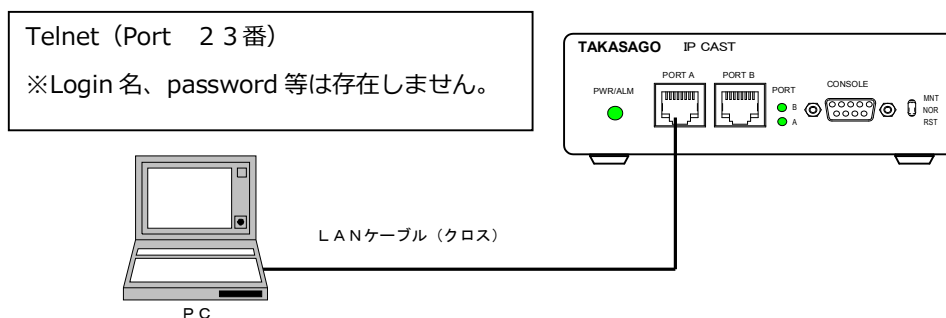 Telnet（Port　２３番）
※Login 名、password 等は存在しません。
TAKASAGO IP CAST
PWR/ALM
PORT A
PORT B
PORT
B
A
CONSOLE
MNT
NOR
RST
ＬＡＮケーブル（クロス）
ＰＣ